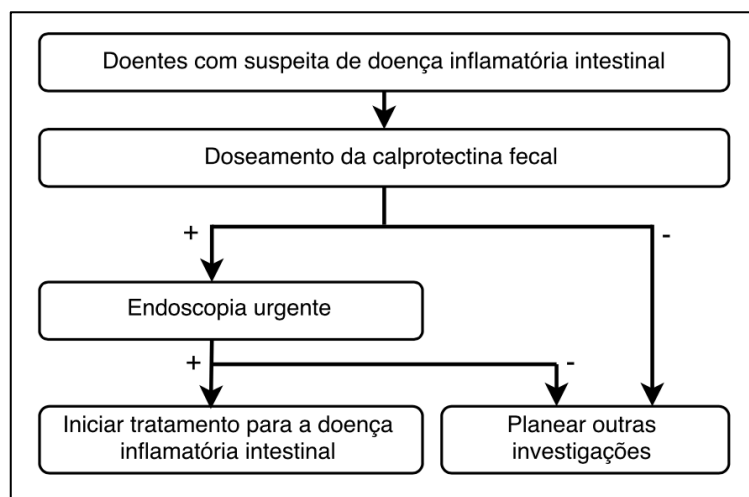 Doentes com suspeita de doença inflamatória intestinal
Doseamento da calprotectina fecal
+
-
Endoscopia urgente
+
-
Iniciar tratamento para a doença
inflamatória intestinal
Planear outras
investigações